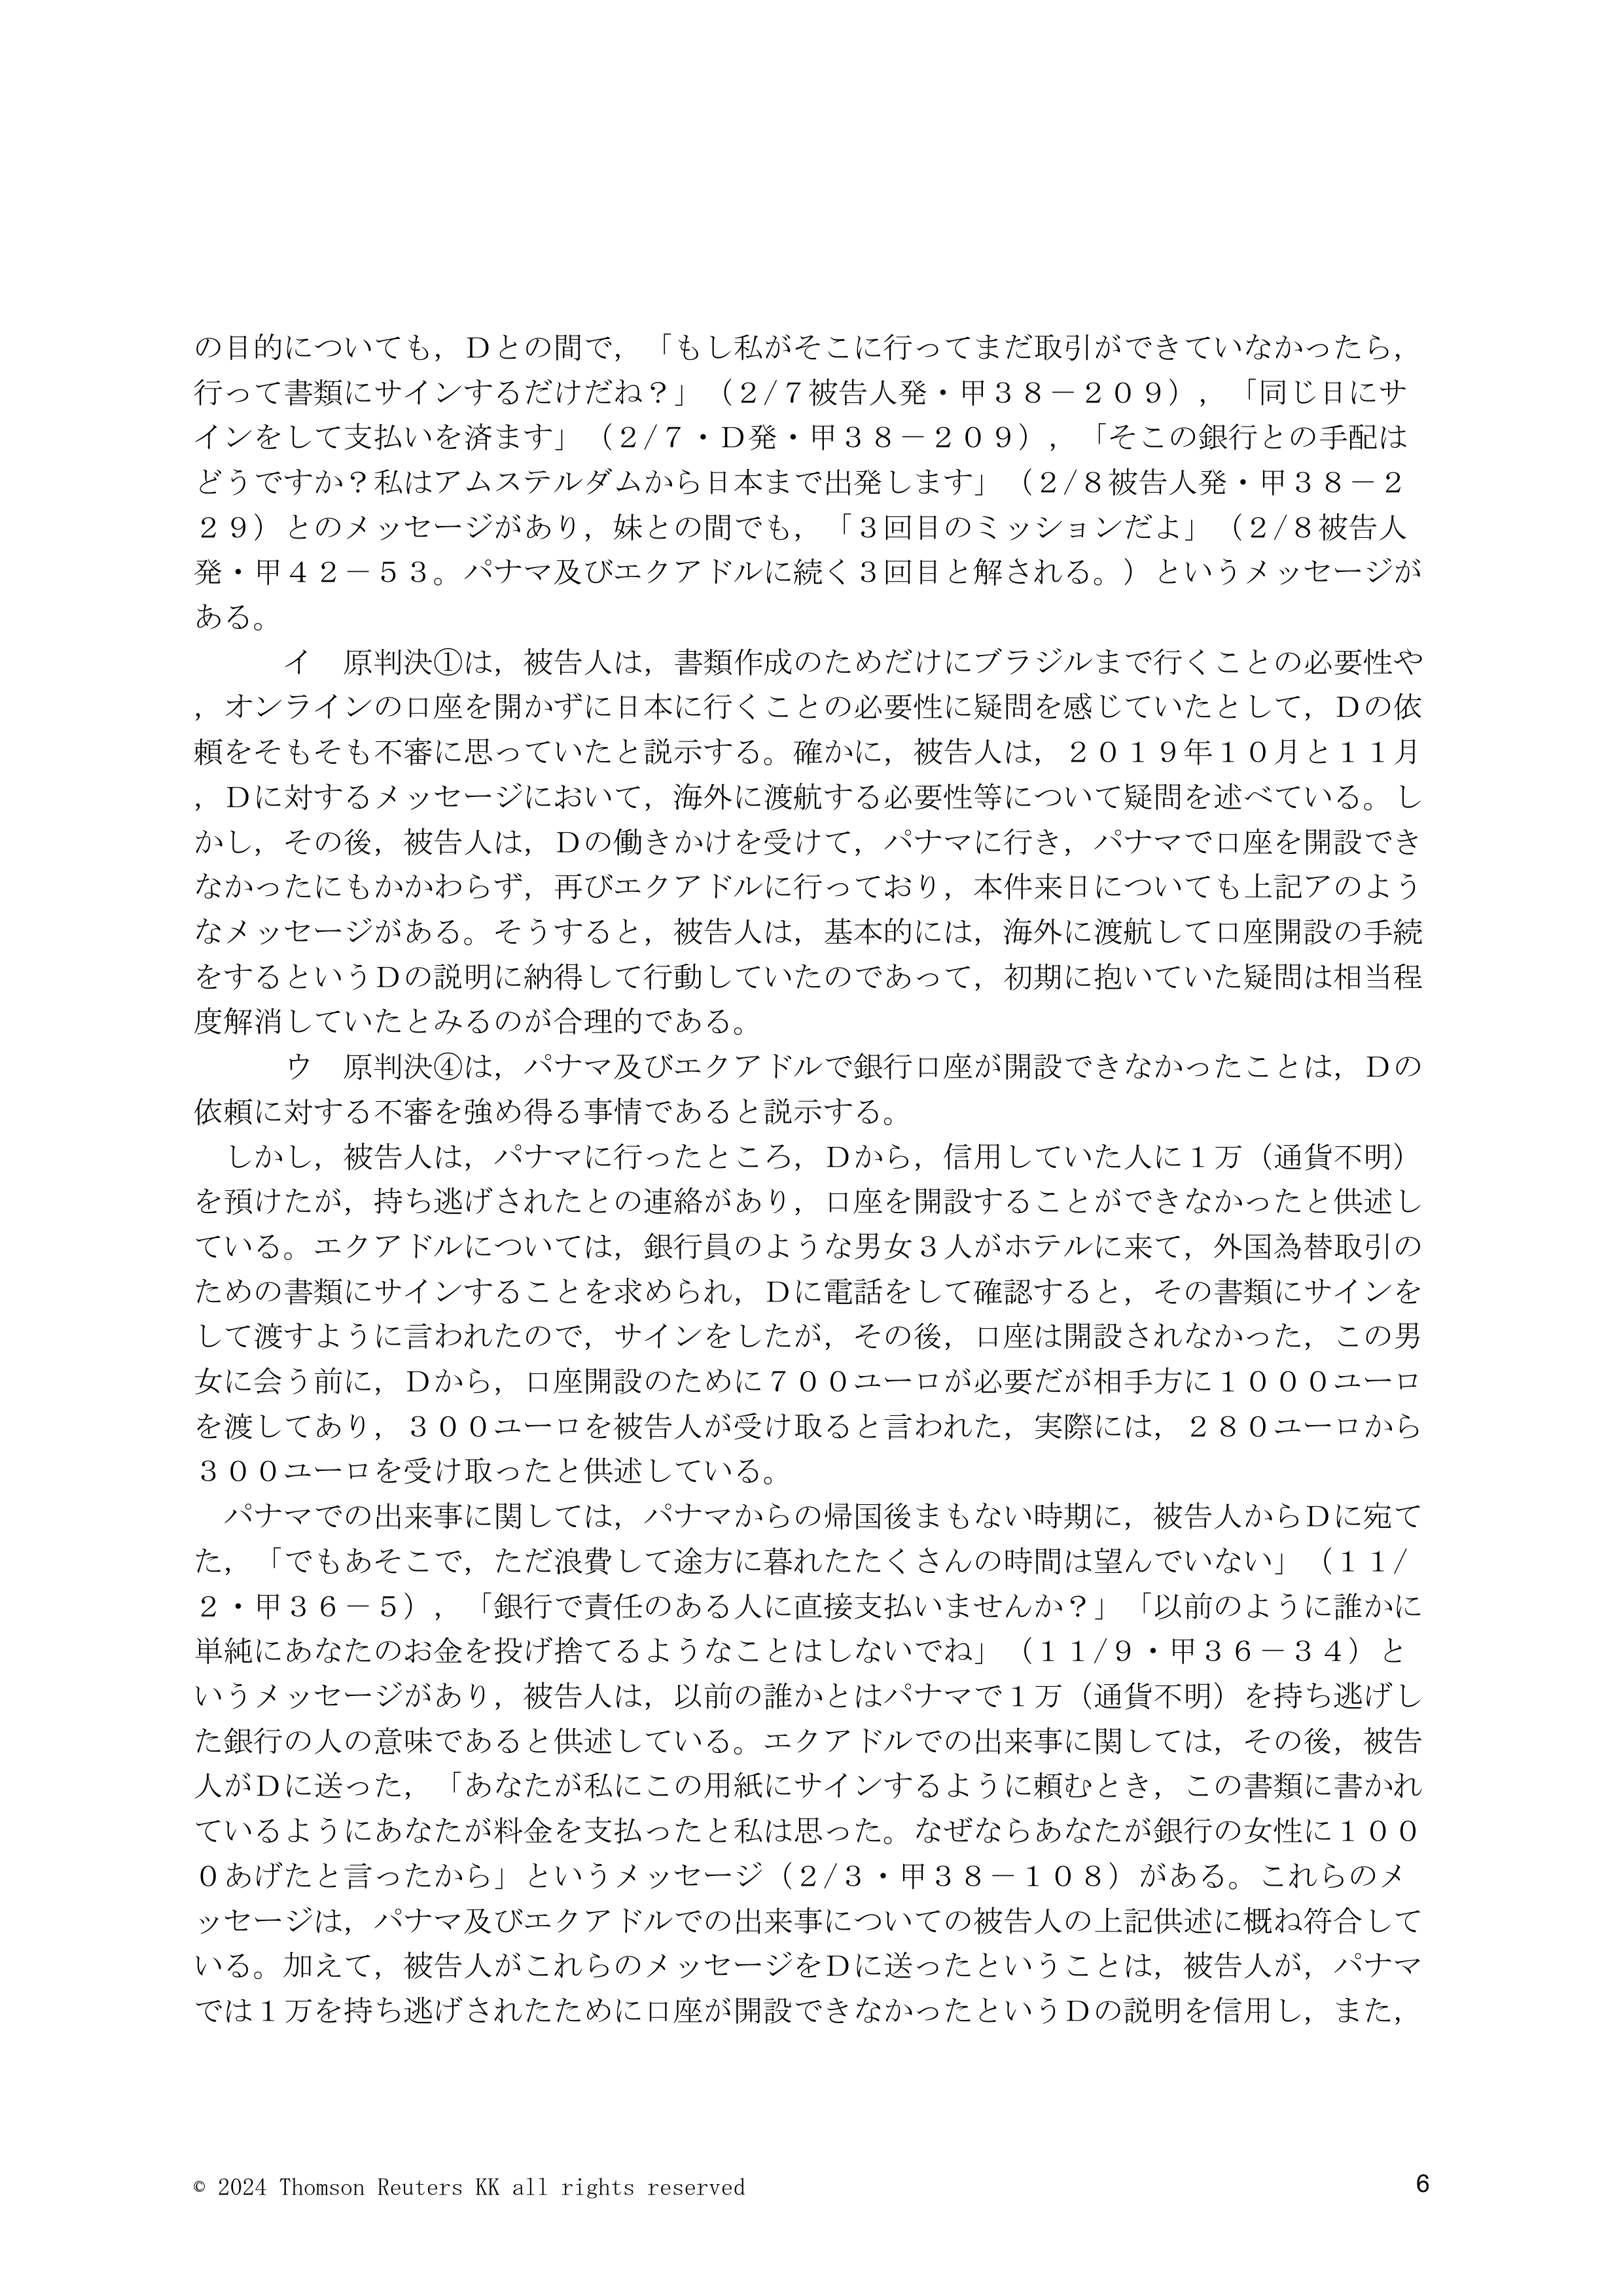 の目的についても，Ｄとの間で，「もし私がそこに行ってまだ取引ができていなかったら，
行って書類にサインするだけだね？」（２/７被告人発・甲３８－２０９），「同じ日にサ
インをして支払いを済ます」（２/７・Ｄ発・甲３８－２０９），「そこの銀行との手配は
どうですか？私はアムステルダムから日本まで出発します」（２/８被告人発・甲３８－２
２９）とのメッセージがあり，妹との間でも，「３回目のミッションだよ」（２/８被告人
発・甲４２－５３。パナマ及びエクアドルに続く３回目と解される。）というメッセージが
ある。
　　　イ　原判決①は，被告人は，書類作成のためだけにブラジルまで行くことの必要性や
，オンラインの口座を開かずに日本に行くことの必要性に疑問を感じていたとして，Ｄの依
頼をそもそも不審に思っていたと説示する。確かに，被告人は，２０１９年１０月と１１月
，Ｄに対するメッセージにおいて，海外に渡航する必要性等について疑問を述べている。し
かし，その後，被告人は，Ｄの働きかけを受けて，パナマに行き，パナマで口座を開設でき
なかったにもかかわらず，再びエクアドルに行っており，本件来日についても上記アのよう
なメッセージがある。そうすると，被告人は，基本的には，海外に渡航して口座開設の手続
をするというＤの説明に納得して行動していたのであって，初期に抱いていた疑問は相当程
度解消していたとみるのが合理的である。
　　　ウ　原判決④は，パナマ及びエクアドルで銀行口座が開設できなかったことは，Ｄの
依頼に対する不審を強め得る事情であると説示する。
　しかし，被告人は，パナマに行ったところ，Ｄから，信用していた人に１万（通貨不明）
を預けたが，持ち逃げされたとの連絡があり，口座を開設することができなかったと供述し
ている。エクアドルについては，銀行員のような男女３人がホテルに来て，外国為替取引の
ための書類にサインすることを求められ，Ｄに電話をして確認すると，その書類にサインを
して渡すように言われたので，サインをしたが，その後，口座は開設されなかった，この男
女に会う前に，Ｄから，口座開設のために７００ユーロが必要だが相手方に１０００ユーロ
を渡してあり，３００ユーロを被告人が受け取ると言われた，実際には，２８０ユーロから
３００ユーロを受け取ったと供述している。
　パナマでの出来事に関しては，パナマからの帰国後まもない時期に，被告人からＤに宛て
た，「でもあそこで，ただ浪費して途方に暮れたたくさんの時間は望んでいない」（１１/
２・甲３６－５），「銀行で責任のある人に直接支払いませんか？」「以前のように誰かに
単純にあなたのお金を投げ捨てるようなことはしないでね」（１１/９・甲３６－３４）と
いうメッセージがあり，被告人は，以前の誰かとはパナマで１万（通貨不明）を持ち逃げし
た銀行の人の意味であると供述している。エクアドルでの出来事に関しては，その後，被告
人がＤに送った，「あなたが私にこの用紙にサインするように頼むとき，この書類に書かれ
ているようにあなたが料金を支払ったと私は思った。なぜならあなたが銀行の女性に１００
０あげたと言ったから」というメッセージ（２/３・甲３８－１０８）がある。これらのメ
ッセージは，パナマ及びエクアドルでの出来事についての被告人の上記供述に概ね符合して
いる。加えて，被告人がこれらのメッセージをＤに送ったということは，被告人が，パナマ
では１万を持ち逃げされたために口座が開設できなかったというＤの説明を信用し，また，
© 2024 Thomson Reuters KK all rights reserved
6